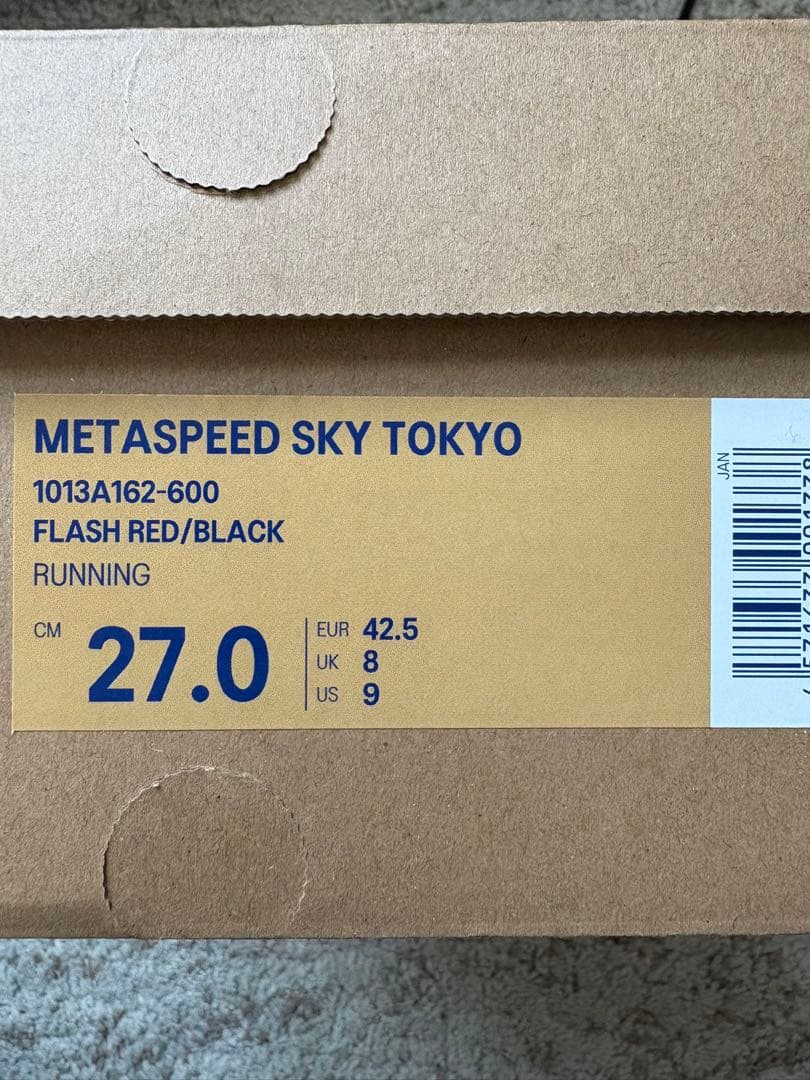 METASPEED SKY TOKYO
1013A162-600
FLASH RED/BLACK
RUNNING
CM 27.0
EUR 42.5
UK 8
US 9
JAN